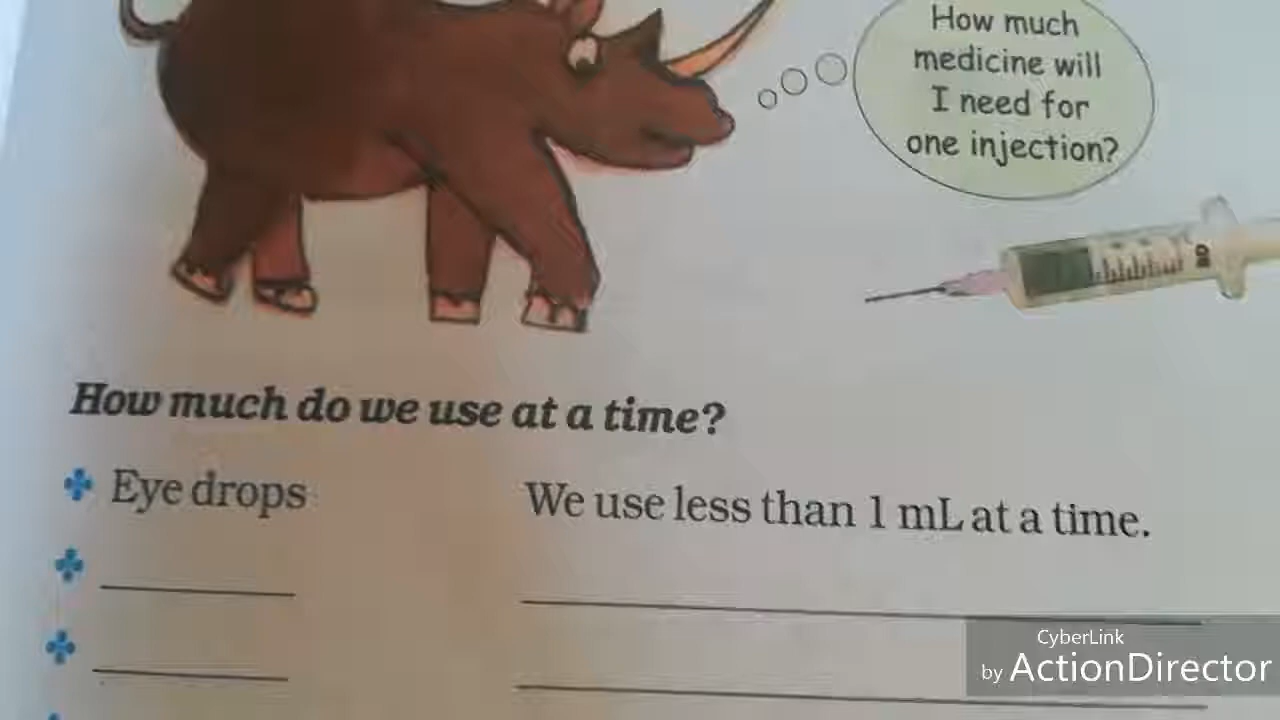 How much
medicine will
I need for
one injection?
How much do we use at a time?
Eye drops
We use less than 1 mL at a time.
CyberLink
by ActionDirector